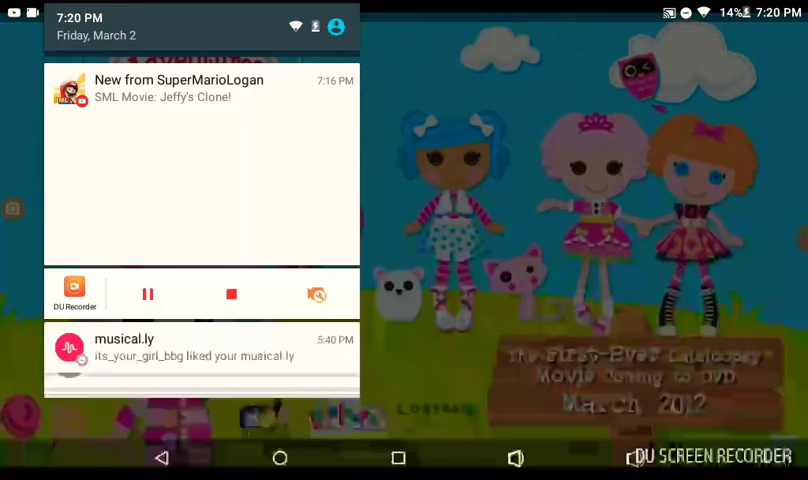 14% 7:20 PM
7:20 PM
Friday, March 2
New from SuperMarioLogan 7:16 PM
SML Movie: Jeffy's Clone!
DU Recorder
musical.ly 5:40 PM
its_your_girl_bbg liked your musical.ly
The First-Ever Lalaloopsy
Movie Coming to DVD
March 2012
DU SCREEN RECORDER